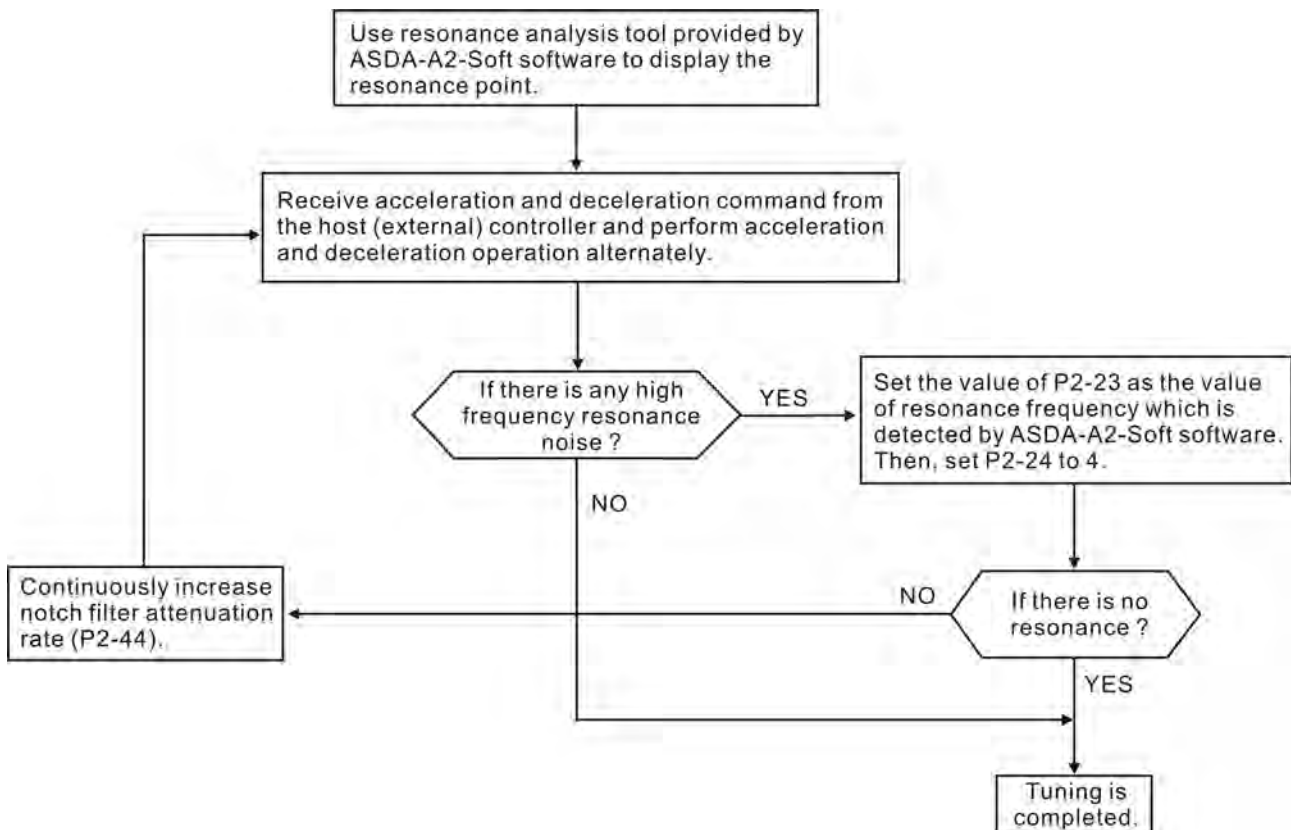 Use resonance analysis tool provided by
ASDA-A2-Soft software to display the
resonance point.
Receive acceleration and deceleration command from
the host (external) controller and perform acceleration
and deceleration operation alternately.
If there is any high
frequency resonance
noise ?
YES
Set the value of P2-23 as the value
of resonance frequency which is
detected by ASDA-A2-Soft software.
Then, set P2-24 to 4.
NO
Continuously increase
notch filter attenuation
rate (P2-44).
NO
If there is no
resonance ?
YES
Tuning is
completed.